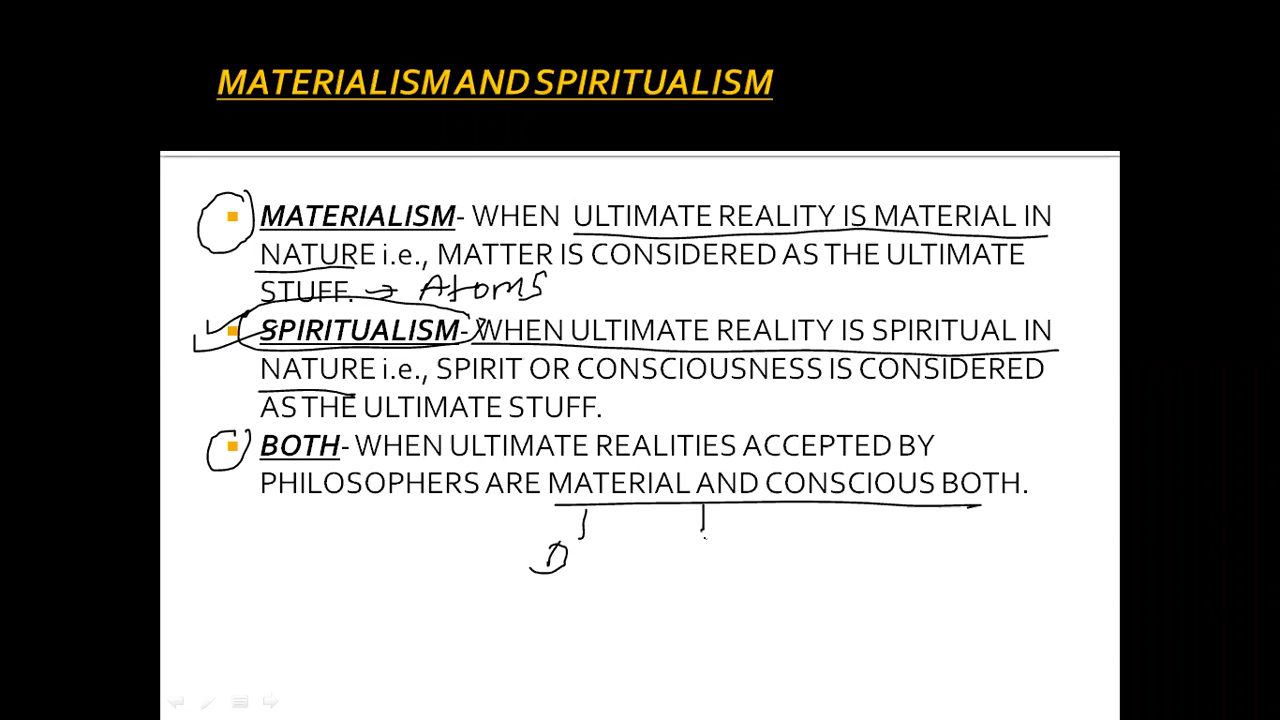 MATERIALISM AND SPIRITUALISM
MATERIALISM- WHEN ULTIMATE REALITY IS MATERIAL IN
NATURE i.e., MATTER IS CONSIDERED AS THE ULTIMATE
STUFF. → Atoms
SPIRITUALISM- WHEN ULTIMATE REALITY IS SPIRITUAL IN
NATURE i.e., SPIRIT OR CONSCIOUSNESS IS CONSIDERED
AS THE ULTIMATE STUFF.
BOTH- WHEN ULTIMATE REALITIES ACCEPTED BY
PHILOSOPHERS ARE MATERIAL AND CONSCIOUS BOTH.